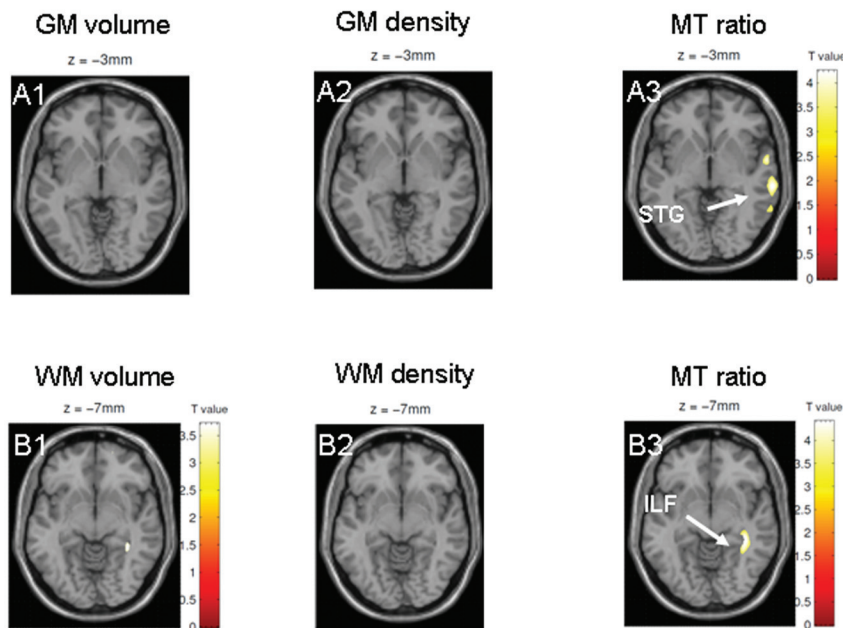 GM volume
GM density
MT ratio
z = −3mm
z = −3mm
z = −3mm
T value
A1
A2
A3
4
3.5
3
2.5
2
1.5
1
0.5
0
STG
WM volume
WM density
MT ratio
z = −7mm
T value
z = −7mm
z = −7mm
T value
B1
3.5
3
2.5
2
1.5
1
0.5
0
B2
B3
4
3.5
3
2.5
2
1.5
1
0.5
0
ILF